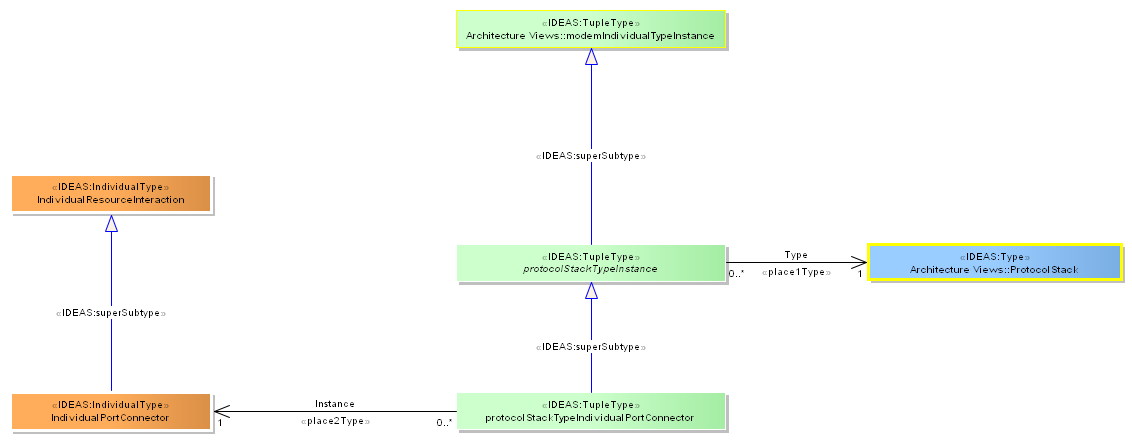 «IDEAS:TupleType»
Architecture Views::modemIndividualTypeInstance
«IDEAS:superSubtype»
«IDEAS:IndividualType»
IndividualResourceInteraction
«IDEAS:TupleType»
protocolStackTypeInstance
Type
«place1Type»
0..*
1
«IDEAS:Type»
Architecture Views::ProtocolStack
«IDEAS:superSubtype»
«IDEAS:superSubtype»
«IDEAS:IndividualType»
IndividualPortConnector
Instance
«place2Type»
1
0..*
«IDEAS:TupleType»
protocolStackTypeIndividualPortConnector